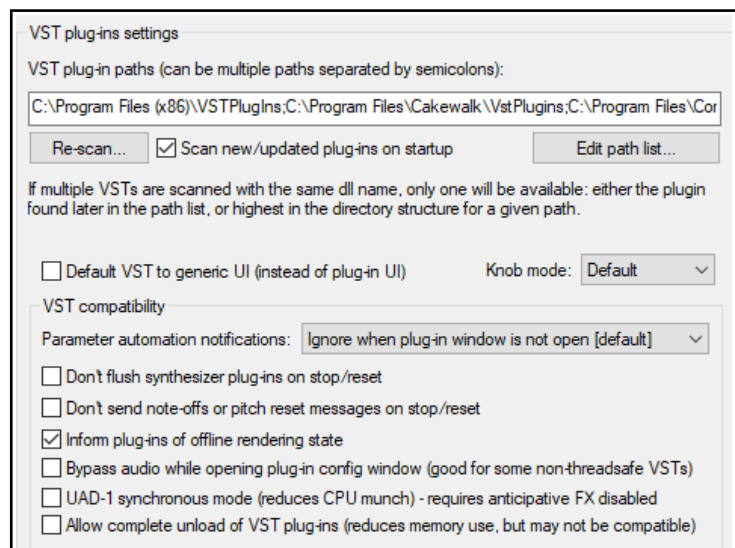 VST plug-ins settings
VST plug-in paths (can be multiple paths separated by semicolons):
C:\Program Files (x86)\VSTPlugIns;C:\Program Files\Cakewalk\VstPlugins;C:\Program Files\Cor
Re-scan... Scan new/updated plug-ins on startup Edit path list...
If multiple VSTs are scanned with the same dll name, only one will be available: either the plugin
found later in the path list, or highest in the directory structure for a given path.
Default VST to generic UI (instead of plug-in UI) Knob mode: Default
VST compatibility
Parameter automation notifications: Ignore when plug-in window is not open [default]
Don't flush synthesizer plug-ins on stop/reset
Don't send note-offs or pitch reset messages on stop/reset
Inform plug-ins of offline rendering state
Bypass audio while opening plug-in config window (good for some non-threadsafe VSTs)
UAD-1 synchronous mode (reduces CPU munch) - requires anticipative FX disabled
Allow complete unload of VST plug-ins (reduces memory use, but may not be compatible)